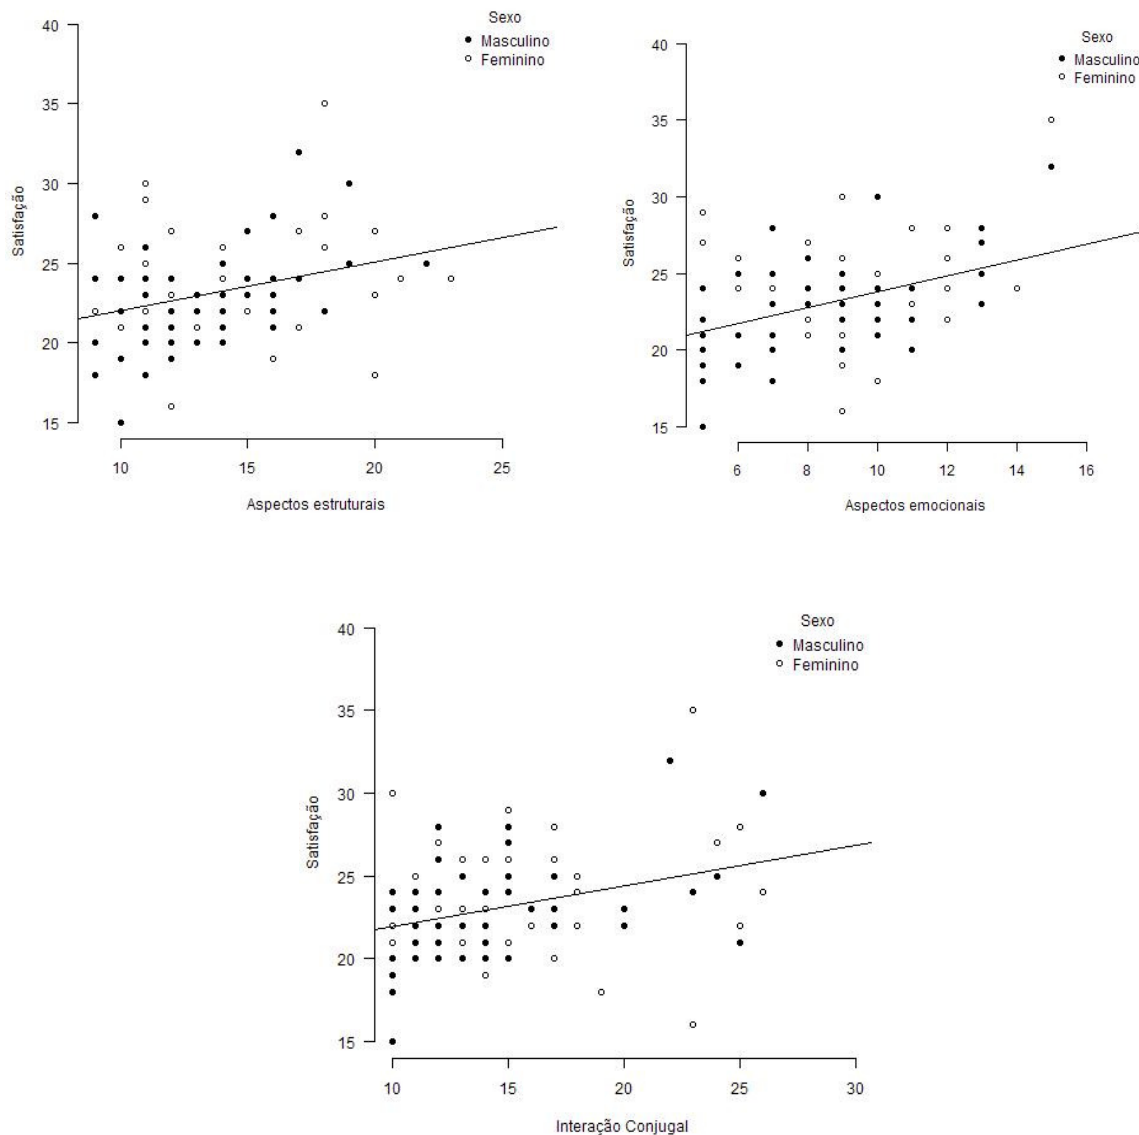 40
35
30
25
20
15
Satisfação
Sexo
Masculino
Feminino
10 15 20 25
Aspectos estruturais
40
35
30
25
20
15
Satisfação
Sexo
Masculino
Feminino
6 8 10 12 14 16
Aspectos emocionais
40
35
30
25
20
15
Satisfação
Sexo
Masculino
Feminino
10 15 20 25 30
Interação Conjugal